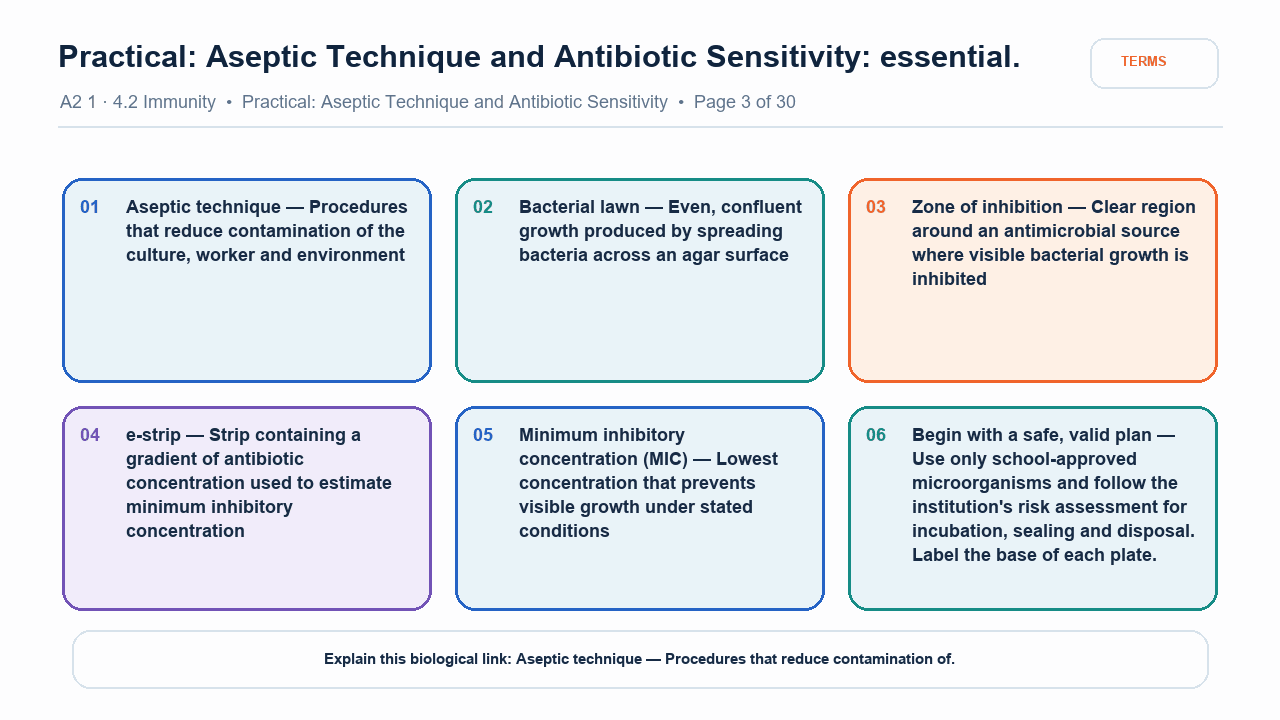 Practical: Aseptic Technique and Antibiotic Sensitivity: essential.
TERMS
A2 1 · 4.2 Immunity • Practical: Aseptic Technique and Antibiotic Sensitivity • Page 3 of 30
01
Aseptic technique — Procedures
that reduce contamination of the
culture, worker and environment
02
Bacterial lawn — Even, confluent
growth produced by spreading
bacteria across an agar surface
03
Zone of inhibition — Clear region
around an antimicrobial source
where visible bacterial growth is
inhibited
04
e-strip — Strip containing a
gradient of antibiotic
concentration used to estimate
minimum inhibitory
concentration
05
Minimum inhibitory
concentration (MIC) — Lowest
concentration that prevents
visible growth under stated
conditions
06
Begin with a safe, valid plan —
Use only school-approved
microorganisms and follow the
institution's risk assessment for
incubation, sealing and disposal.
Label the base of each plate.
Explain this biological link: Aseptic technique — Procedures that reduce contamination of.